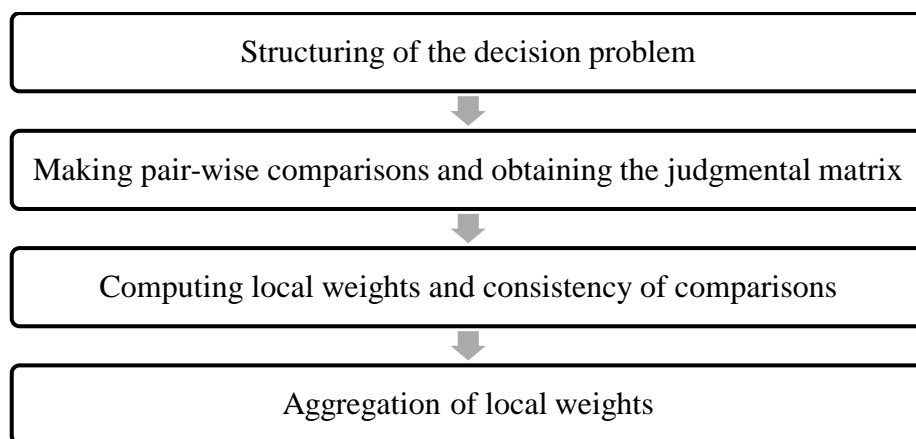 Structuring of the decision problem
Making pair-wise comparisons and obtaining the judgmental matrix
Computing local weights and consistency of comparisons
Aggregation of local weights